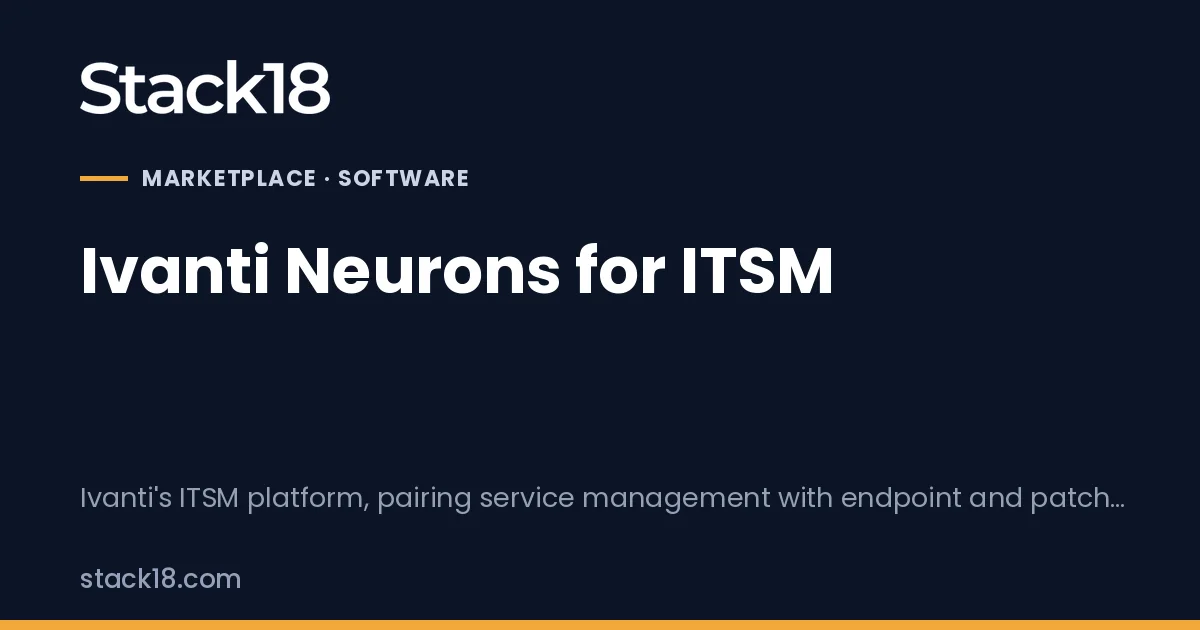 Stack18
MARKETPLACE · SOFTWARE
Ivanti Neurons for ITSM
Ivanti's ITSM platform, pairing service management with endpoint and patch...
stack18.com